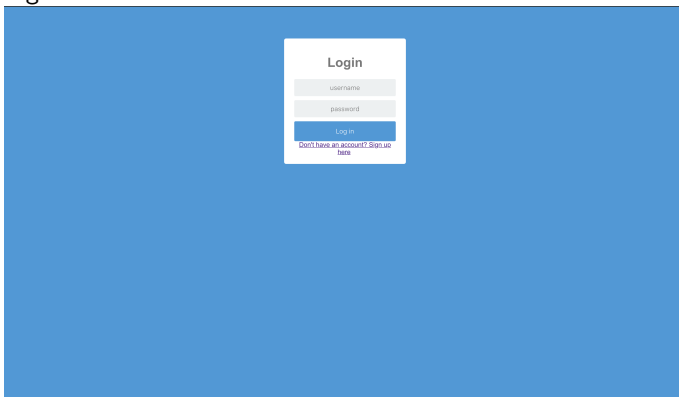 Login
username
password
Log in
Don't have an account? Sign up
here